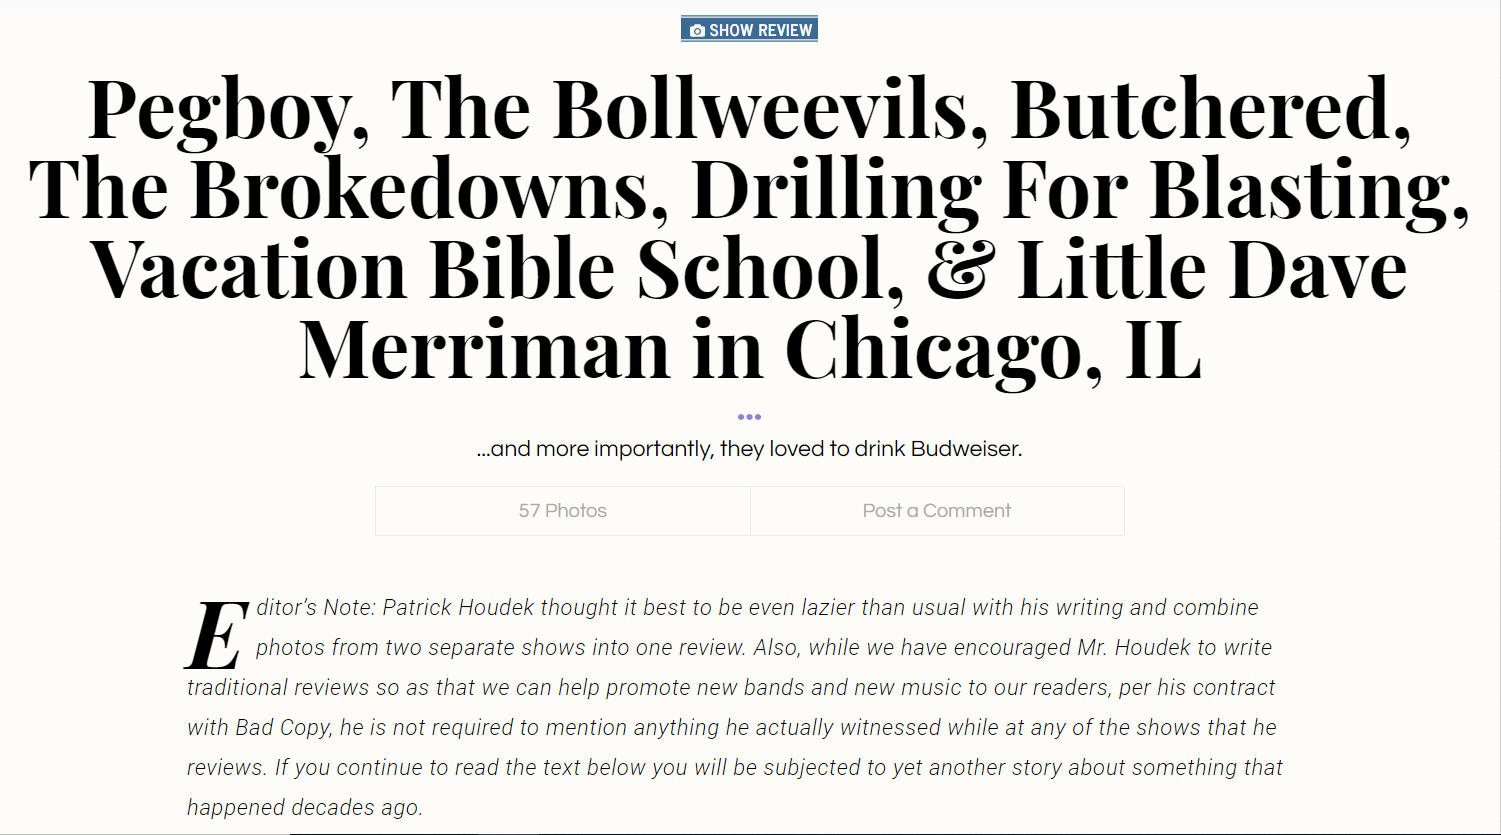 SHOW REVIEW
Pegboy, The Bollweevils, Butchered,
The Brokedowns, Drilling For Blasting,
Vacation Bible School, & Little Dave
Merriman in Chicago, IL
...and more importantly, they loved to drink Budweiser.
57 Photos
Post a Comment
Editor’s Note: Patrick Houdek thought it best to be even lazier than usual with his writing and combine
photos from two separate shows into one review. Also, while we have encouraged Mr. Houdek to write
traditional reviews so as that we can help promote new bands and new music to our readers, per his contract
with Bad Copy, he is not required to mention anything he actually witnessed while at any of the shows that he
reviews. If you continue to read the text below you will be subjected to yet another story about something that
happened decades ago.